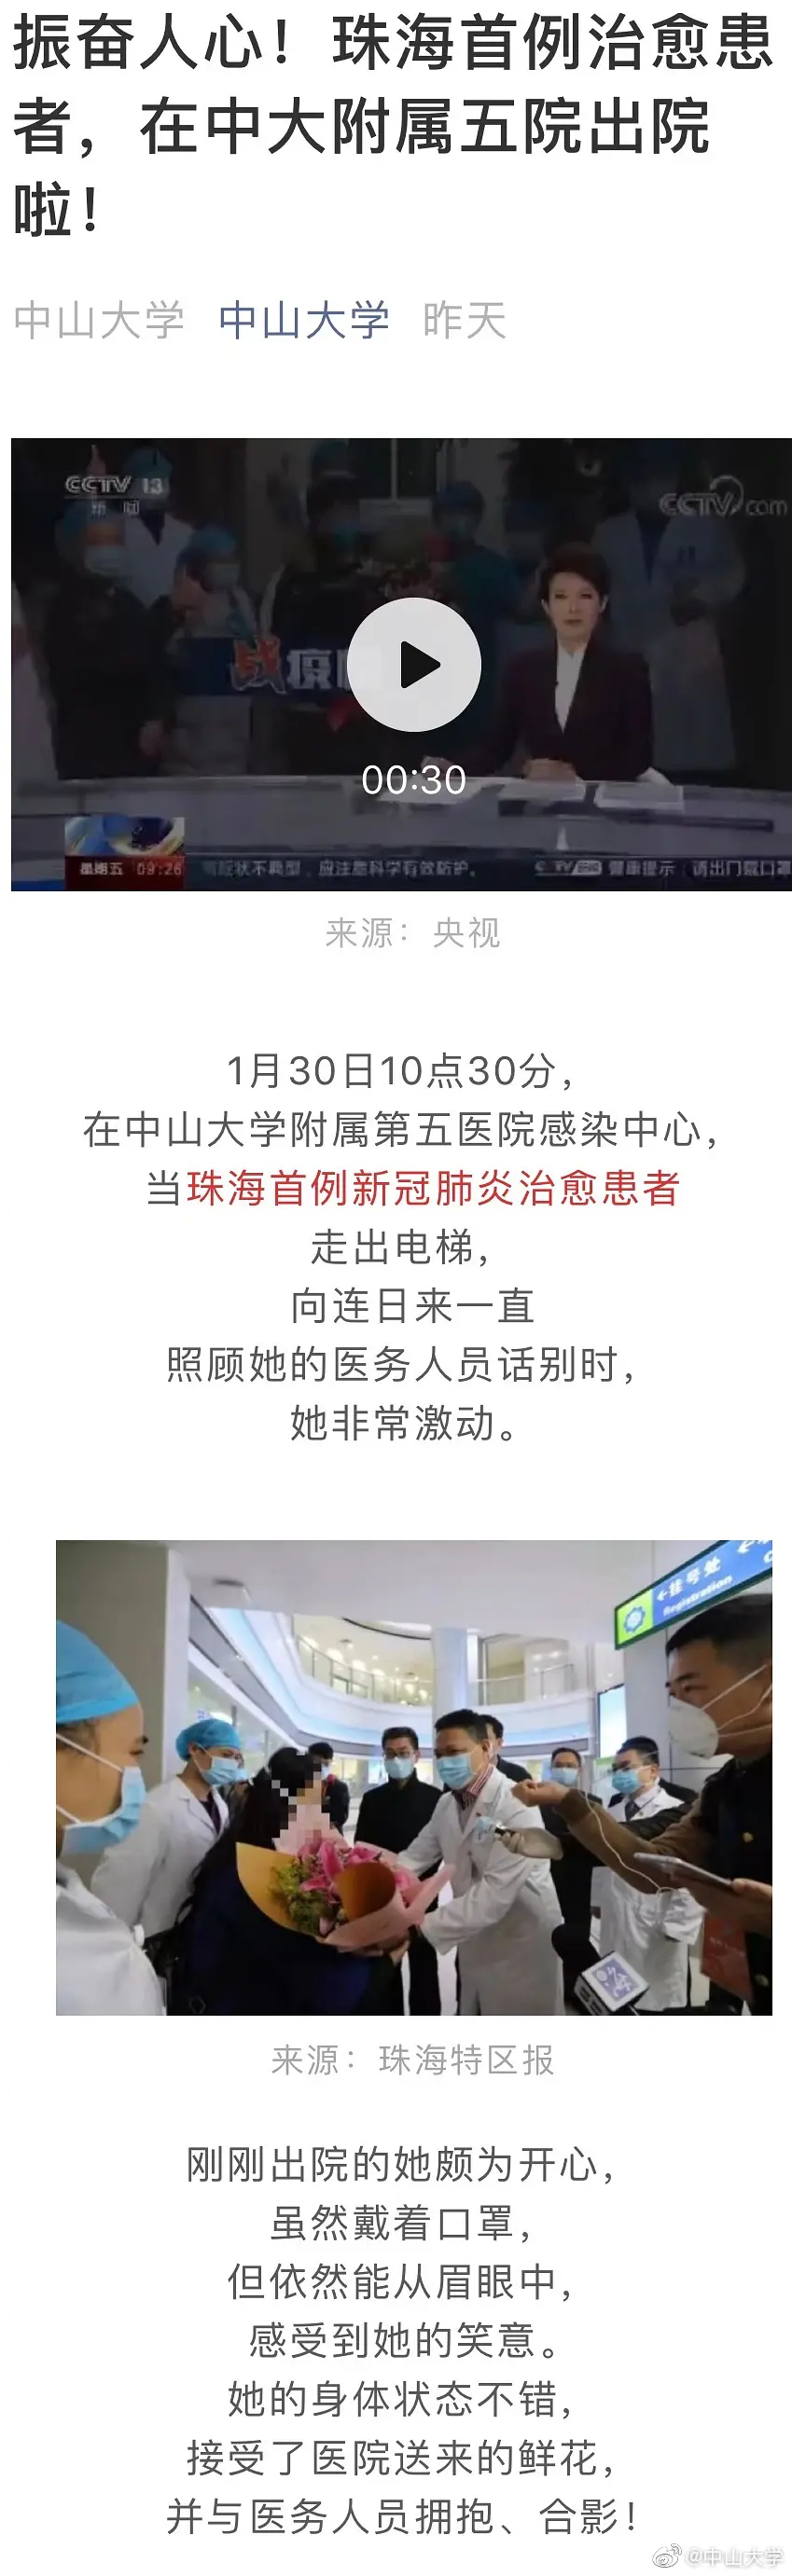 振奋人心！珠海首例治愈患
者，在中大附属五院出院
啦！
中山大学 中山大学 昨天
CCTV 13
新闻
CCTV.com
战疫
00:30
星期五 09:26 症状不典型，应注意科学有效防护。 健康提示 请出门戴口罩
来源：央视
1月30日10点30分，
在中山大学附属第五医院感染中心，
当珠海首例新冠肺炎治愈患者
走出电梯，
向连日来一直
照顾她的医务人员话别时，
她非常激动。
挂号处
Registration
来源：珠海特区报
刚刚出院的她颇为开心，
虽然戴着口罩，
但依然能从眉眼中，
感受到她的笑意。
她的身体状态不错，
接受了医院送来的鲜花，
并与医务人员拥抱、合影！
@中山大学